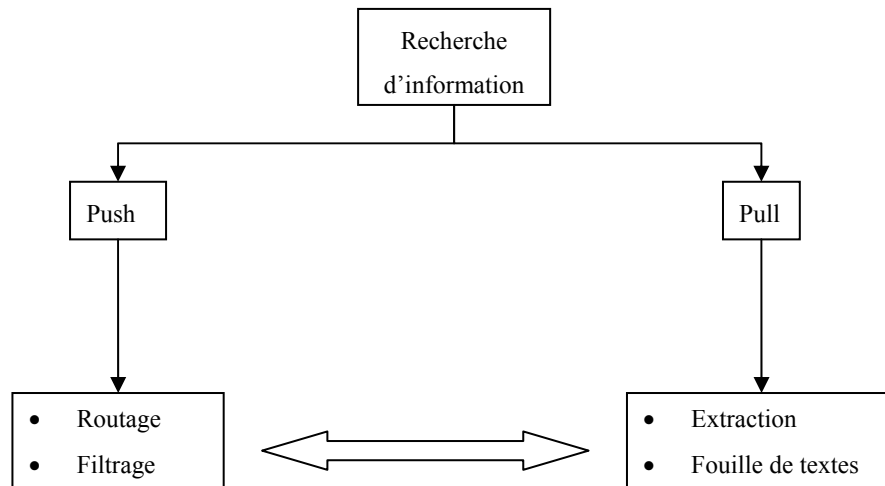 Recherche
d’information
Push
Pull
• Routage
• Filtrage
• Extraction
• Fouille de textes